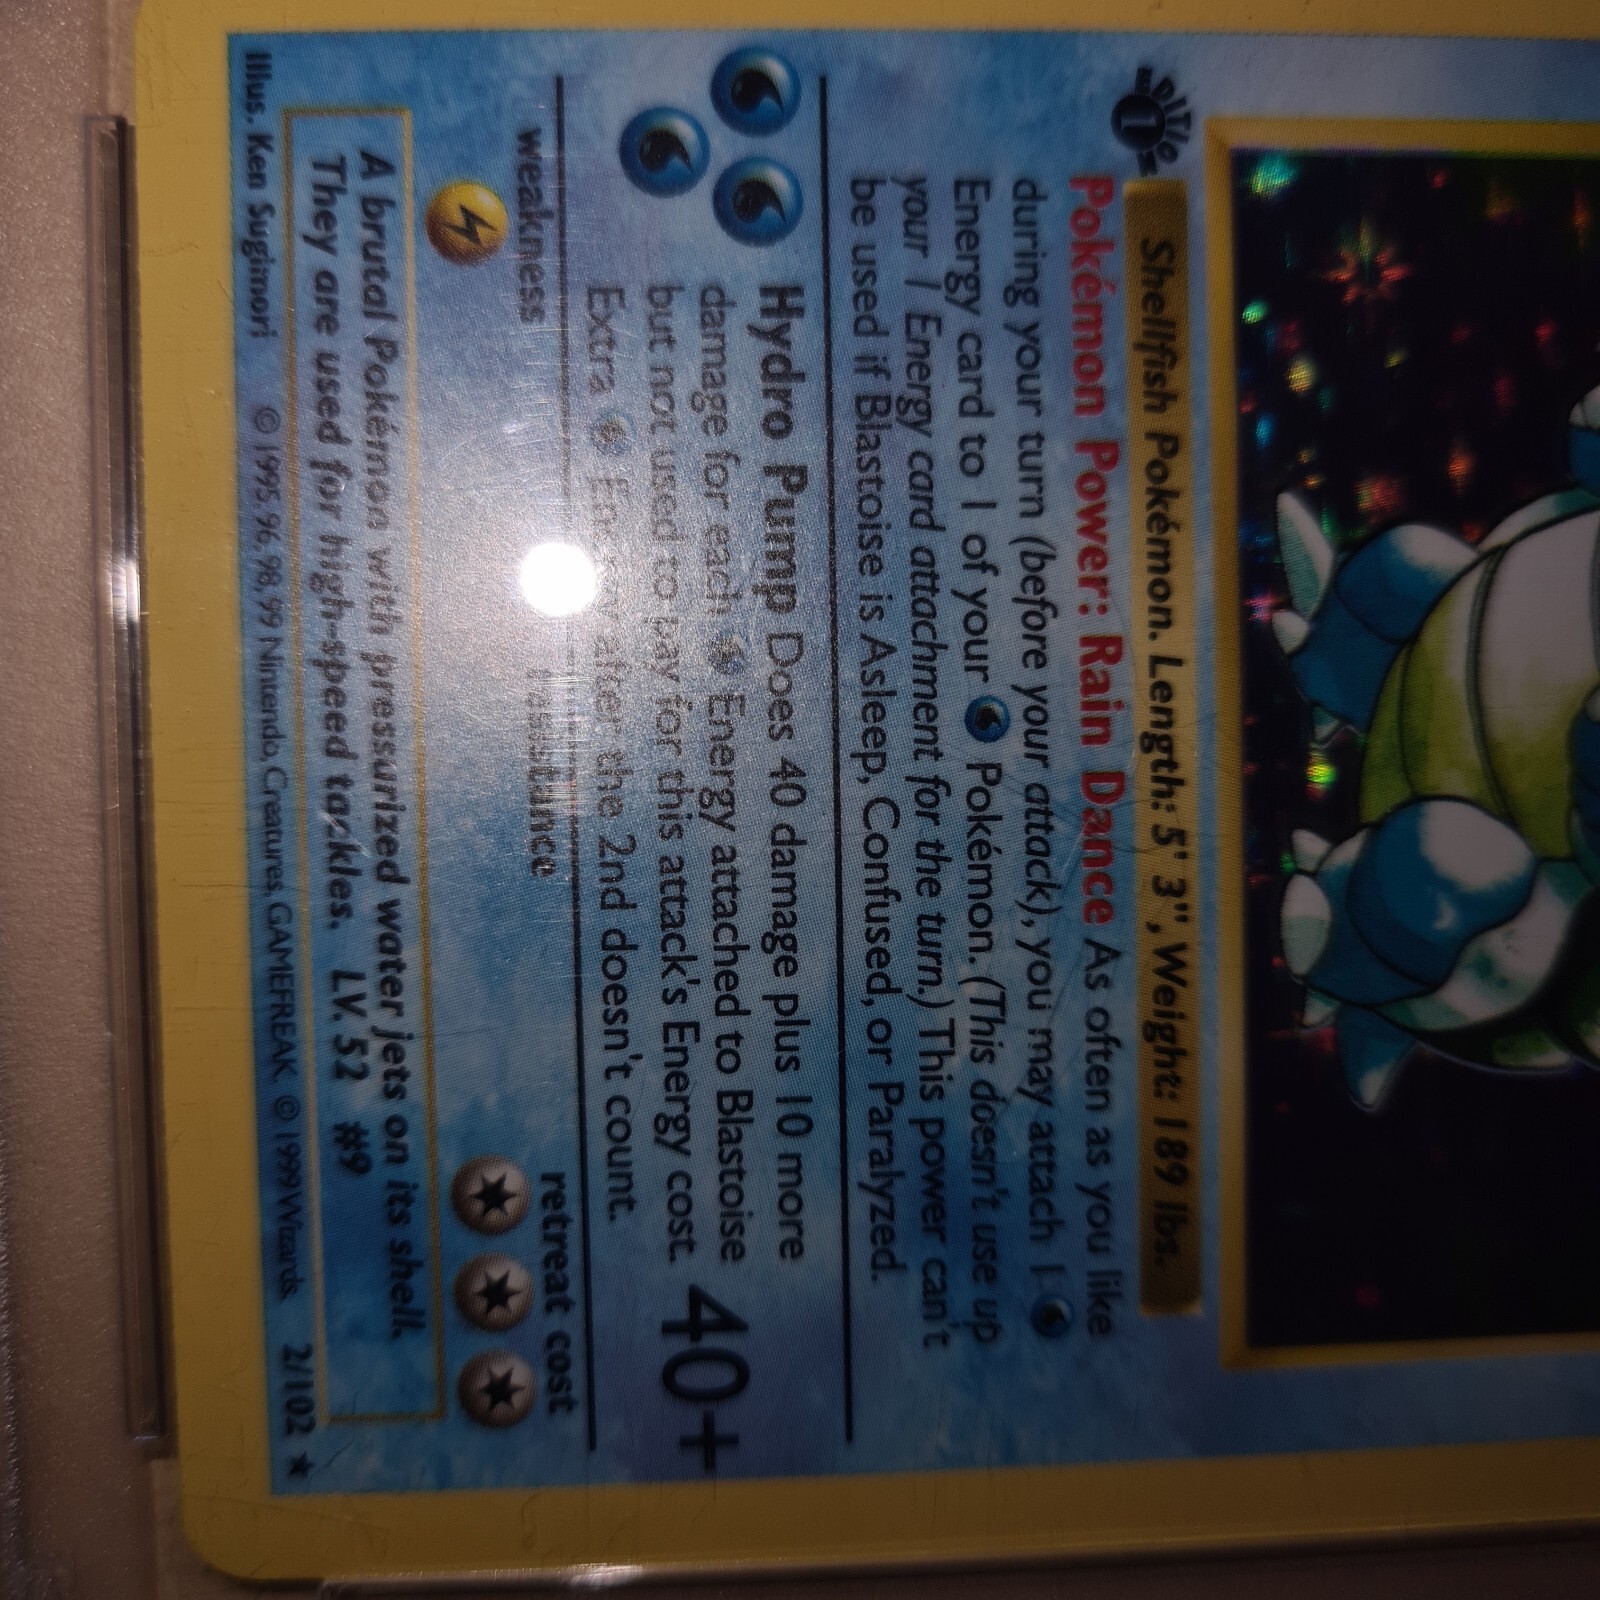 EDITION
1
Shellfish Pokémon. Length: 5' 3", Weight: 189 lbs.
Pokémon Power: Rain Dance As often as you like
during your turn (before your attack), you may attach 1
Energy card to 1 of your Pokémon. (This doesn't use up
your 1 Energy card attachment for the turn.) This power can't
be used if Blastoise is Asleep, Confused, or Paralyzed.
Hydro Pump Does 40 damage plus 10 more
damage for each Energy attached to Blastoise
but not used to pay for this attack's Energy cost.
Extra Energy after the 2nd doesn't count.
40+
weakness resistance retreat cost
A brutal Pokémon with pressurized water jets on its shell.
They are used for high-speed tackles. LV. 52 #9
Illus. Ken Sugimori © 1995, 96, 98, 99 Nintendo, Creatures, GAMEFREAK. © 1999 Wizards. 2/102 ★